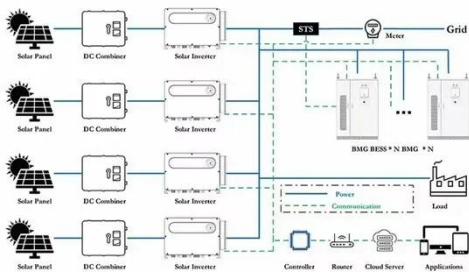 STS
Meter
Grid
Solar Panel
DC Combiner
Solar Inverter
Solar Panel
DC Combiner
Solar Inverter
BMG BESS * N BMG * N
Solar Panel
DC Combiner
Solar Inverter
Power
Communication
Load
Solar Panel
DC Combiner
Solar Inverter
Controller
Router
Cloud Server
Applications